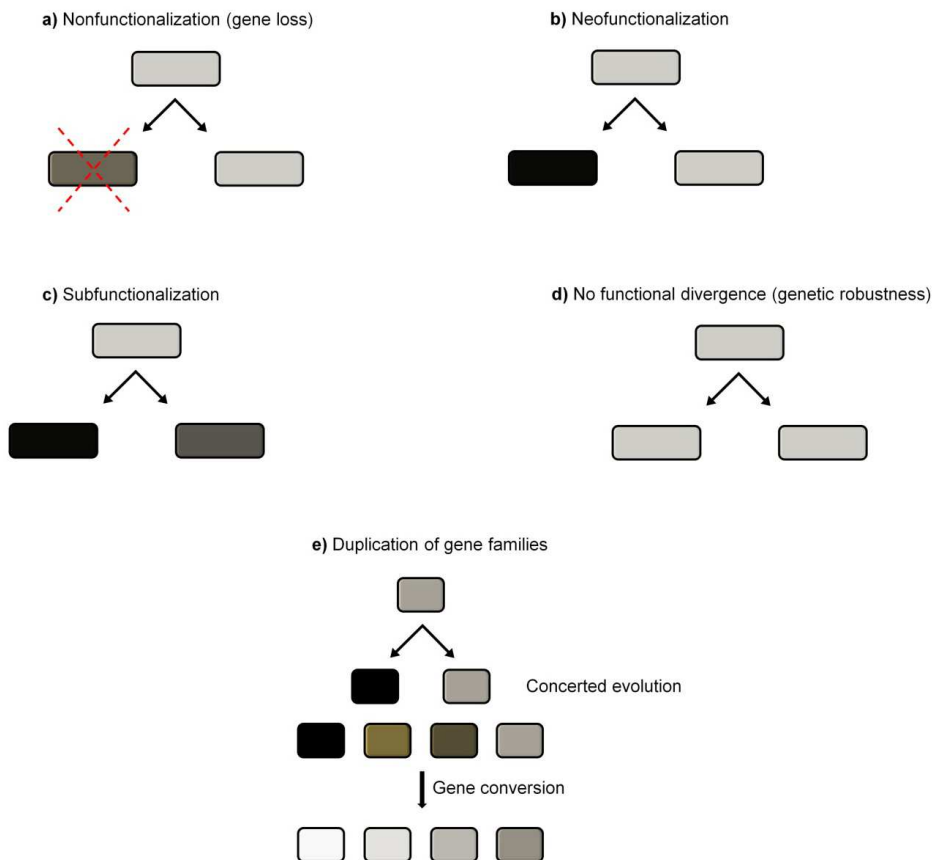 a) Nonfunctionalization (gene loss)
b) Neofunctionalization
c) Subfunctionalization
d) No functional divergence (genetic robustness)
e) Duplication of gene families
Concerted evolution
Gene conversion